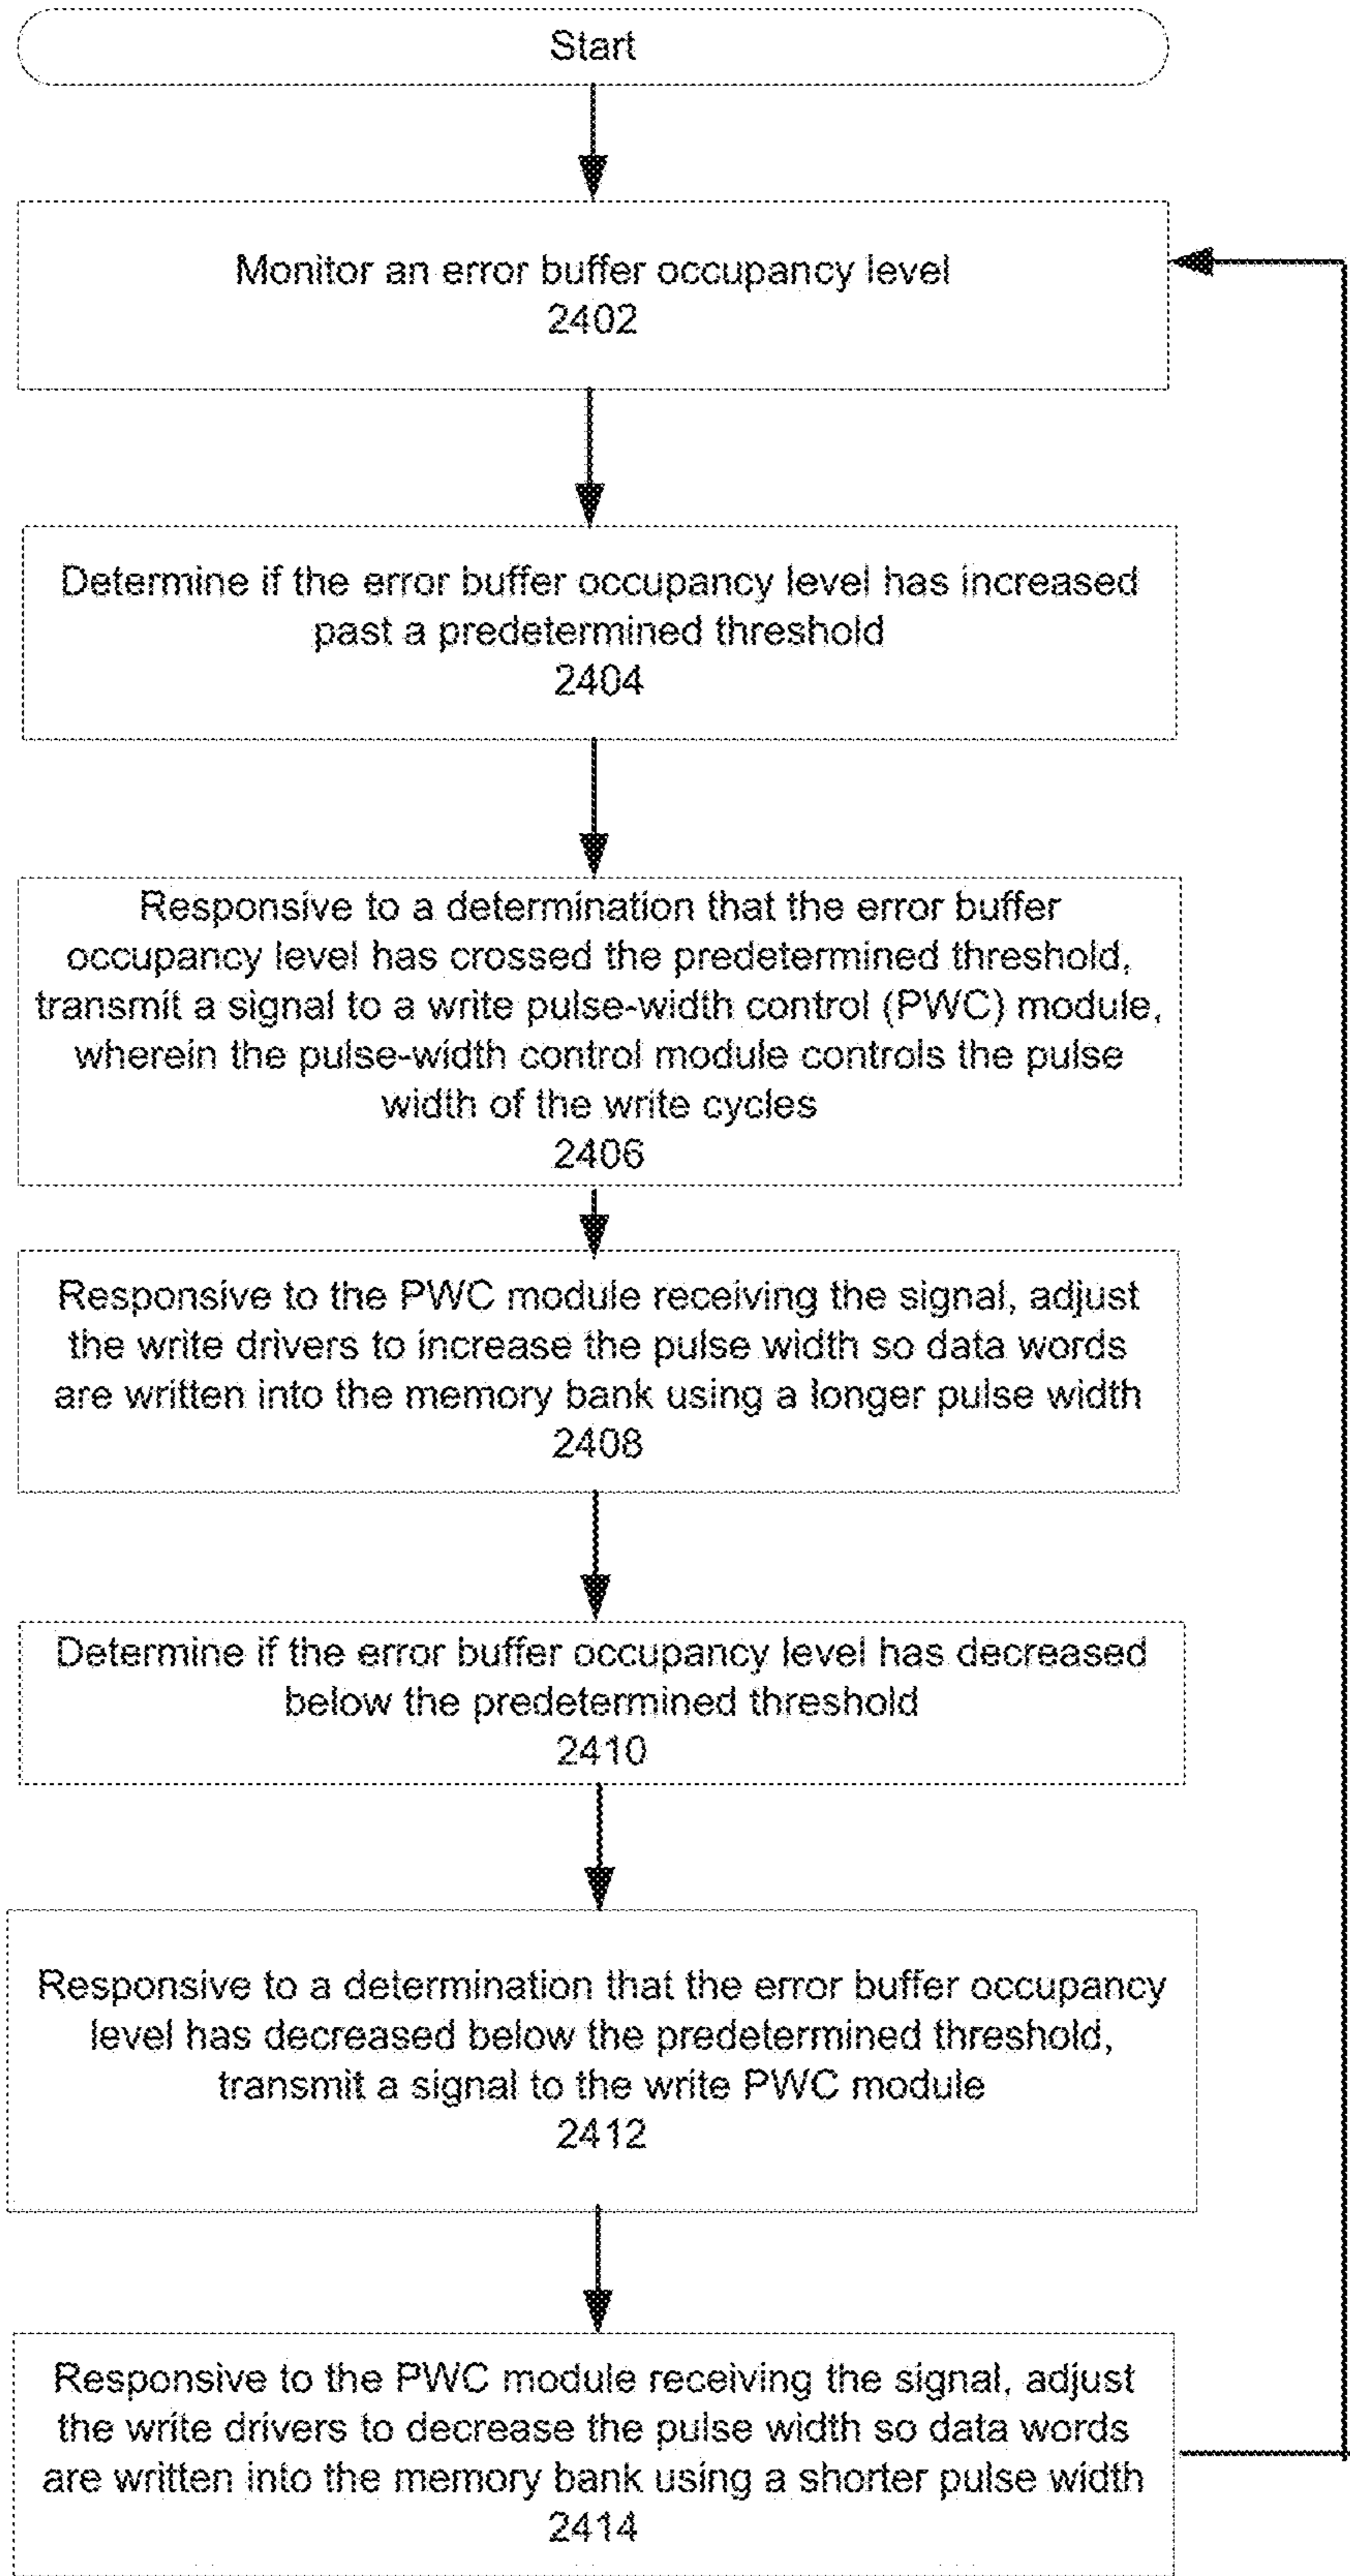 Start
Monitor an error buffer occupancy level
2402
Determine if the error buffer occupancy level has increased
past a predetermined threshold
2404
Responsive to a determination that the error buffer
occupancy level has crossed the predetermined threshold,
transmit a signal to a write pulse-width control (PWC) module,
wherein the pulse-width control module controls the pulse
width of the write cycles
2406
Responsive to the PWC module receiving the signal, adjust
the write drivers to increase the pulse width so data words
are written into the memory bank using a longer pulse width
2408
Determine if the error buffer occupancy level has decreased
below the predetermined threshold
2410
Responsive to a determination that the error buffer occupancy
level has decreased below the predetermined threshold,
transmit a signal to the write PWC module
2412
Responsive to the PWC module receiving the signal, adjust
the write drivers to decrease the pulse width so data words
are written into the memory bank using a shorter pulse width
2414